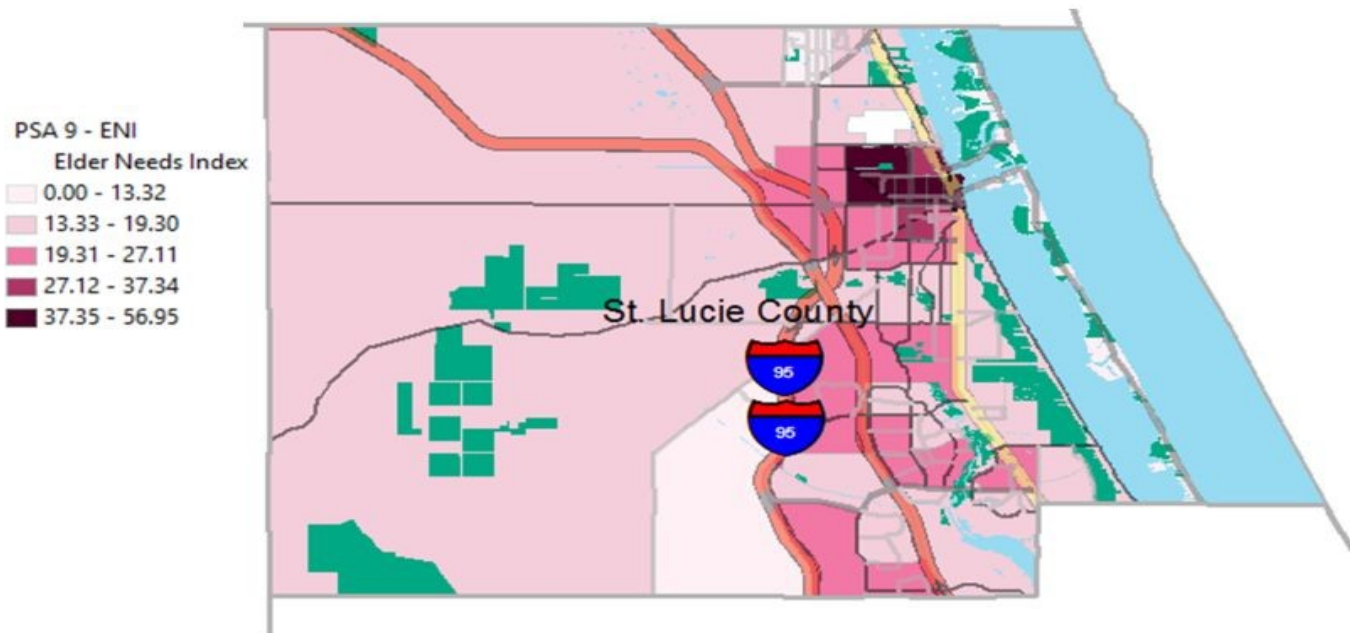 PSA 9 - ENI
Elder Needs Index
0.00 - 13.32
13.33 - 19.30
19.31 - 27.11
27.12 - 37.34
37.35 - 56.95
St. Lucie County
95
95